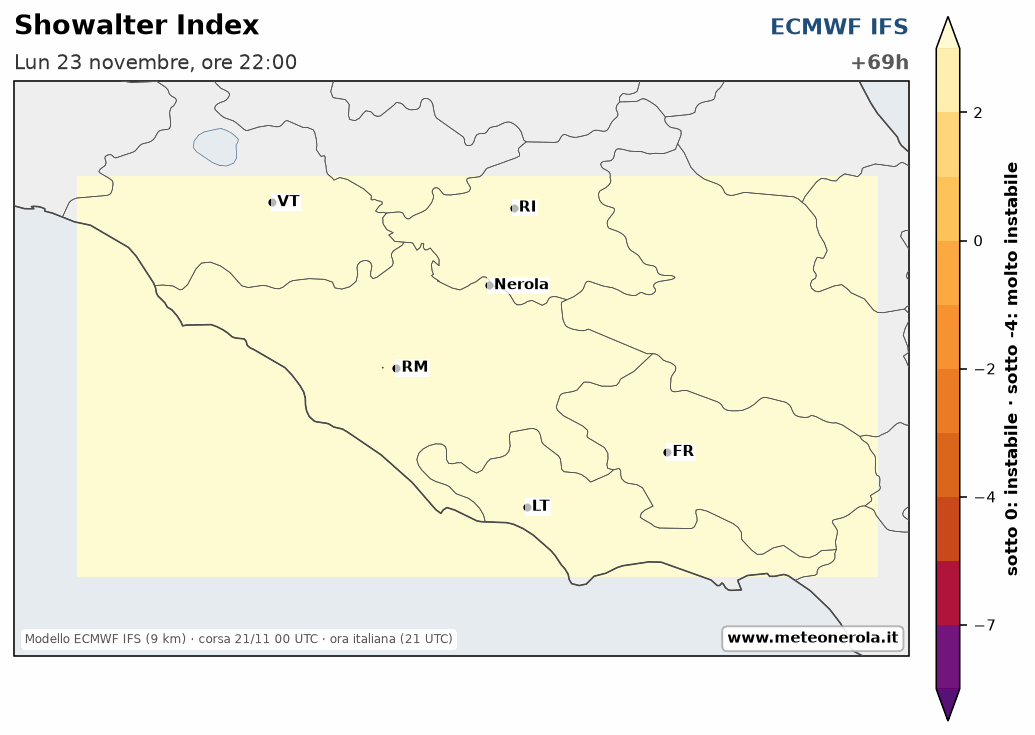 Showalter Index
ECMWF IFS
Lun 23 novembre, ore 22:00
+69h
VT
RI
Nerola
RM
FR
LT
Modello ECMWF IFS (9 km) · corsa 21/11 00 UTC · ora italiana (21 UTC)
www.meteonerola.it
2
0
−2
−4
−7
sotto 0: instabile · sotto -4: molto instabile